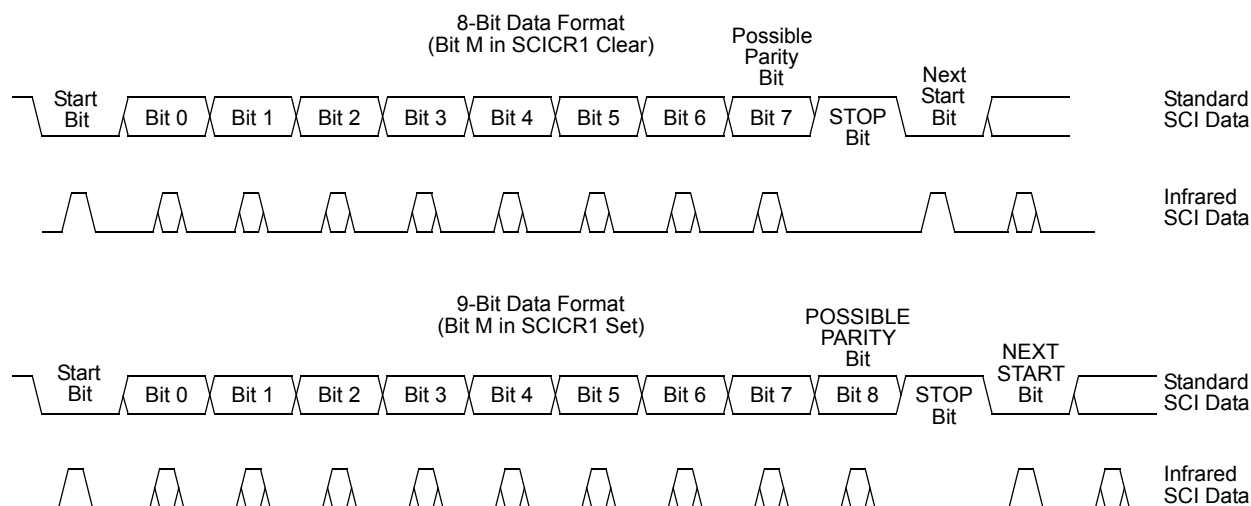 8-Bit Data Format
(Bit M in SCICR1 Clear)
Possible
Parity
Bit
Next
Start
Bit
Start
Bit
Bit 0
Bit 1
Bit 2
Bit 3
Bit 4
Bit 5
Bit 6
Bit 7
STOP
Bit
Standard
SCI Data
Infrared
SCI Data
9-Bit Data Format
(Bit M in SCICR1 Set)
POSSIBLE
PARITY
Bit
NEXT
START
Bit
Start
Bit
Bit 0
Bit 1
Bit 2
Bit 3
Bit 4
Bit 5
Bit 6
Bit 7
Bit 8
STOP
Bit
Standard
SCI Data
Infrared
SCI Data